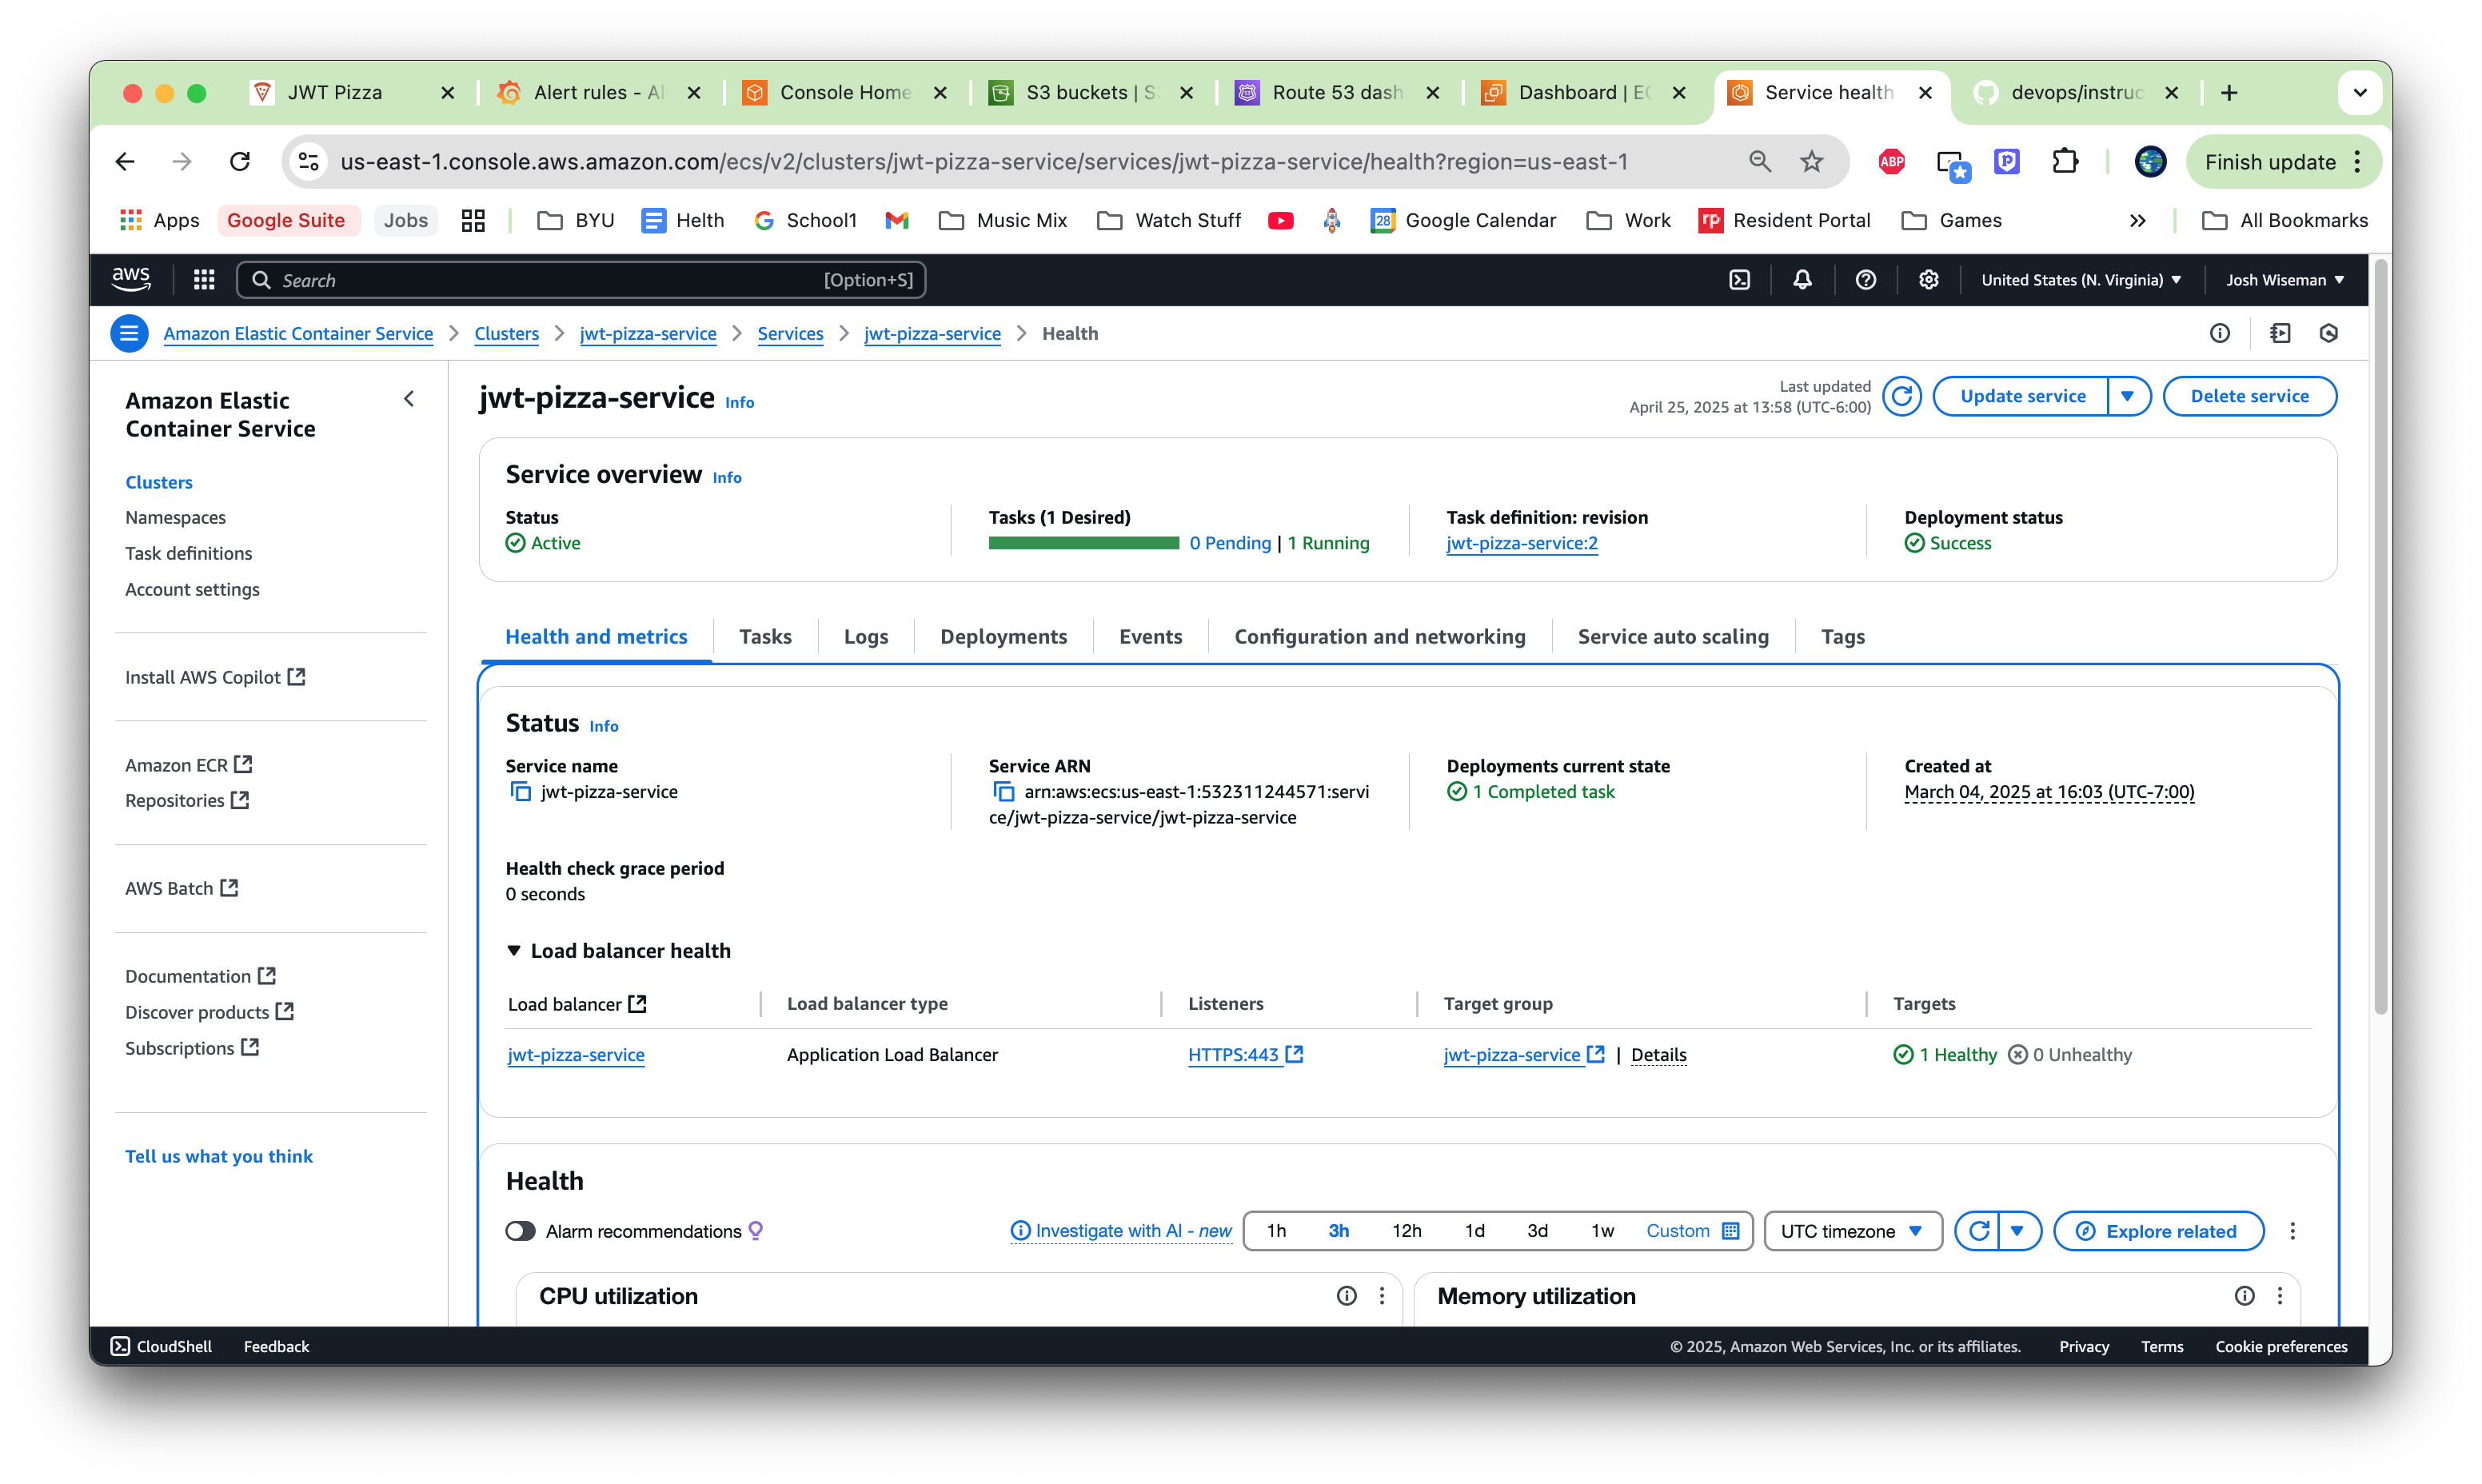 JWT Pizza
Alert rules - Al
Console Home
S3 buckets | S
Route 53 dash
Dashboard | EC
Service health
devops/instruc
us-east-1.console.aws.amazon.com/ecs/v2/clusters/jwt-pizza-service/services/jwt-pizza-service/health?region=us-east-1
ABP
Finish update
Apps
Google Suite
Jobs
BYU
Helth
School1
Music Mix
Watch Stuff
28
Google Calendar
Work
rp
Resident Portal
Games
All Bookmarks
aws
Search
[Option+S]
United States (N. Virginia)
Josh Wiseman
Amazon Elastic Container Service
Clusters
jwt-pizza-service
Services
jwt-pizza-service
Health
Amazon Elastic
Container Service
Clusters
Namespaces
Task definitions
Account settings
Install AWS Copilot
Amazon ECR
Repositories
AWS Batch
Documentation
Discover products
Subscriptions
Tell us what you think
jwt-pizza-service Info
Last updated
April 25, 2025 at 13:58 (UTC-6:00)
Update service
Delete service
Service overview Info
Status
Active
Tasks (1 Desired)
0 Pending | 1 Running
Task definition: revision
jwt-pizza-service:2
Deployment status
Success
Health and metrics
Tasks
Logs
Deployments
Events
Configuration and networking
Service auto scaling
Tags
Status Info
Service name
jwt-pizza-service
Service ARN
arn:aws:ecs:us-east-1:532311244571:servi
ce/jwt-pizza-service/jwt-pizza-service
Deployments current state
1 Completed task
Created at
March 04, 2025 at 16:03 (UTC-7:00)
Health check grace period
0 seconds
Load balancer health
Load balancer
Load balancer type
Listeners
Target group
Targets
jwt-pizza-service
Application Load Balancer
HTTPS:443
jwt-pizza-service | Details
1 Healthy 0 Unhealthy
Health
Alarm recommendations
Investigate with AI - new
1h
3h
12h
1d
3d
1w
Custom
UTC timezone
Explore related
CPU utilization
Memory utilization
CloudShell
Feedback
© 2025, Amazon Web Services, Inc. or its affiliates.
Privacy
Terms
Cookie preferences